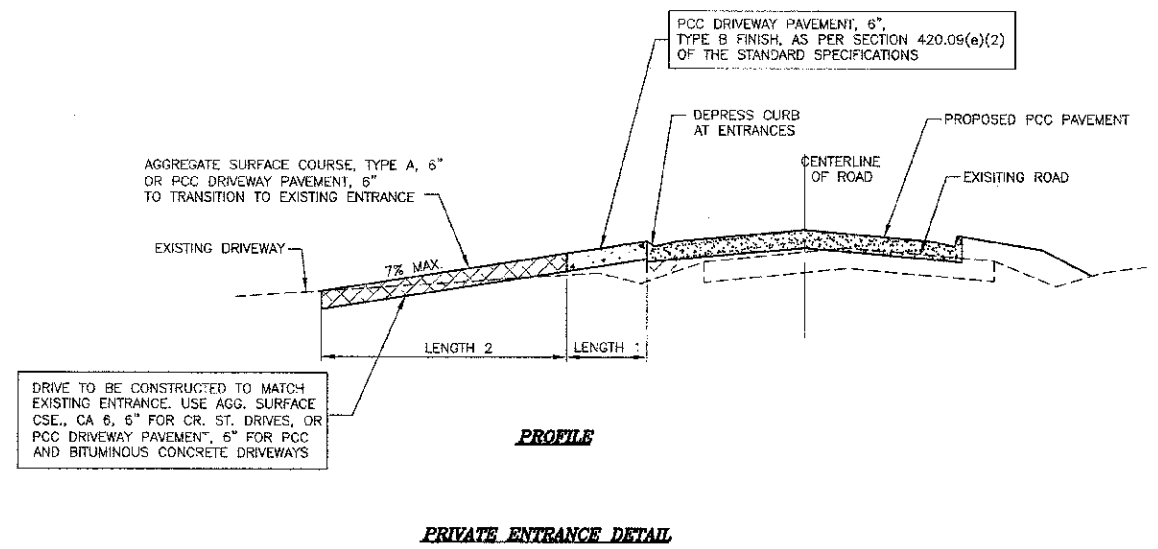 PCC DRIVEWAY PAVEMENT, 6",
TYPE B FINISH, AS PER SECTION 420.09(e)(2)
OF THE STANDARD SPECIFICATIONS
DEPRESS CURB
AT ENTRANCES
PROPOSED PCC PAVEMENT
AGGREGATE SURFACE COURSE, TYPE A, 6"
OR PCC DRIVEWAY PAVEMENT, 6"
TO TRANSITION TO EXISTING ENTRANCE
CENTERLINE
OF ROAD
EXISITING ROAD
EXISTING DRIVEWAY
7% MAX.
LENGTH 2
LENGTH 1
DRIVE TO BE CONSTRUCTED TO MATCH
EXISTING ENTRANCE. USE AGG. SURFACE
CSE., CA 6, 6" FOR CR. ST. DRIVES, OR
PCC DRIVEWAY PAVEMENT, 6" FOR PCC
AND BITUMINOUS CONCRETE DRIVEWAYS
PROFILE
PRIVATE ENTRANCE DETAIL